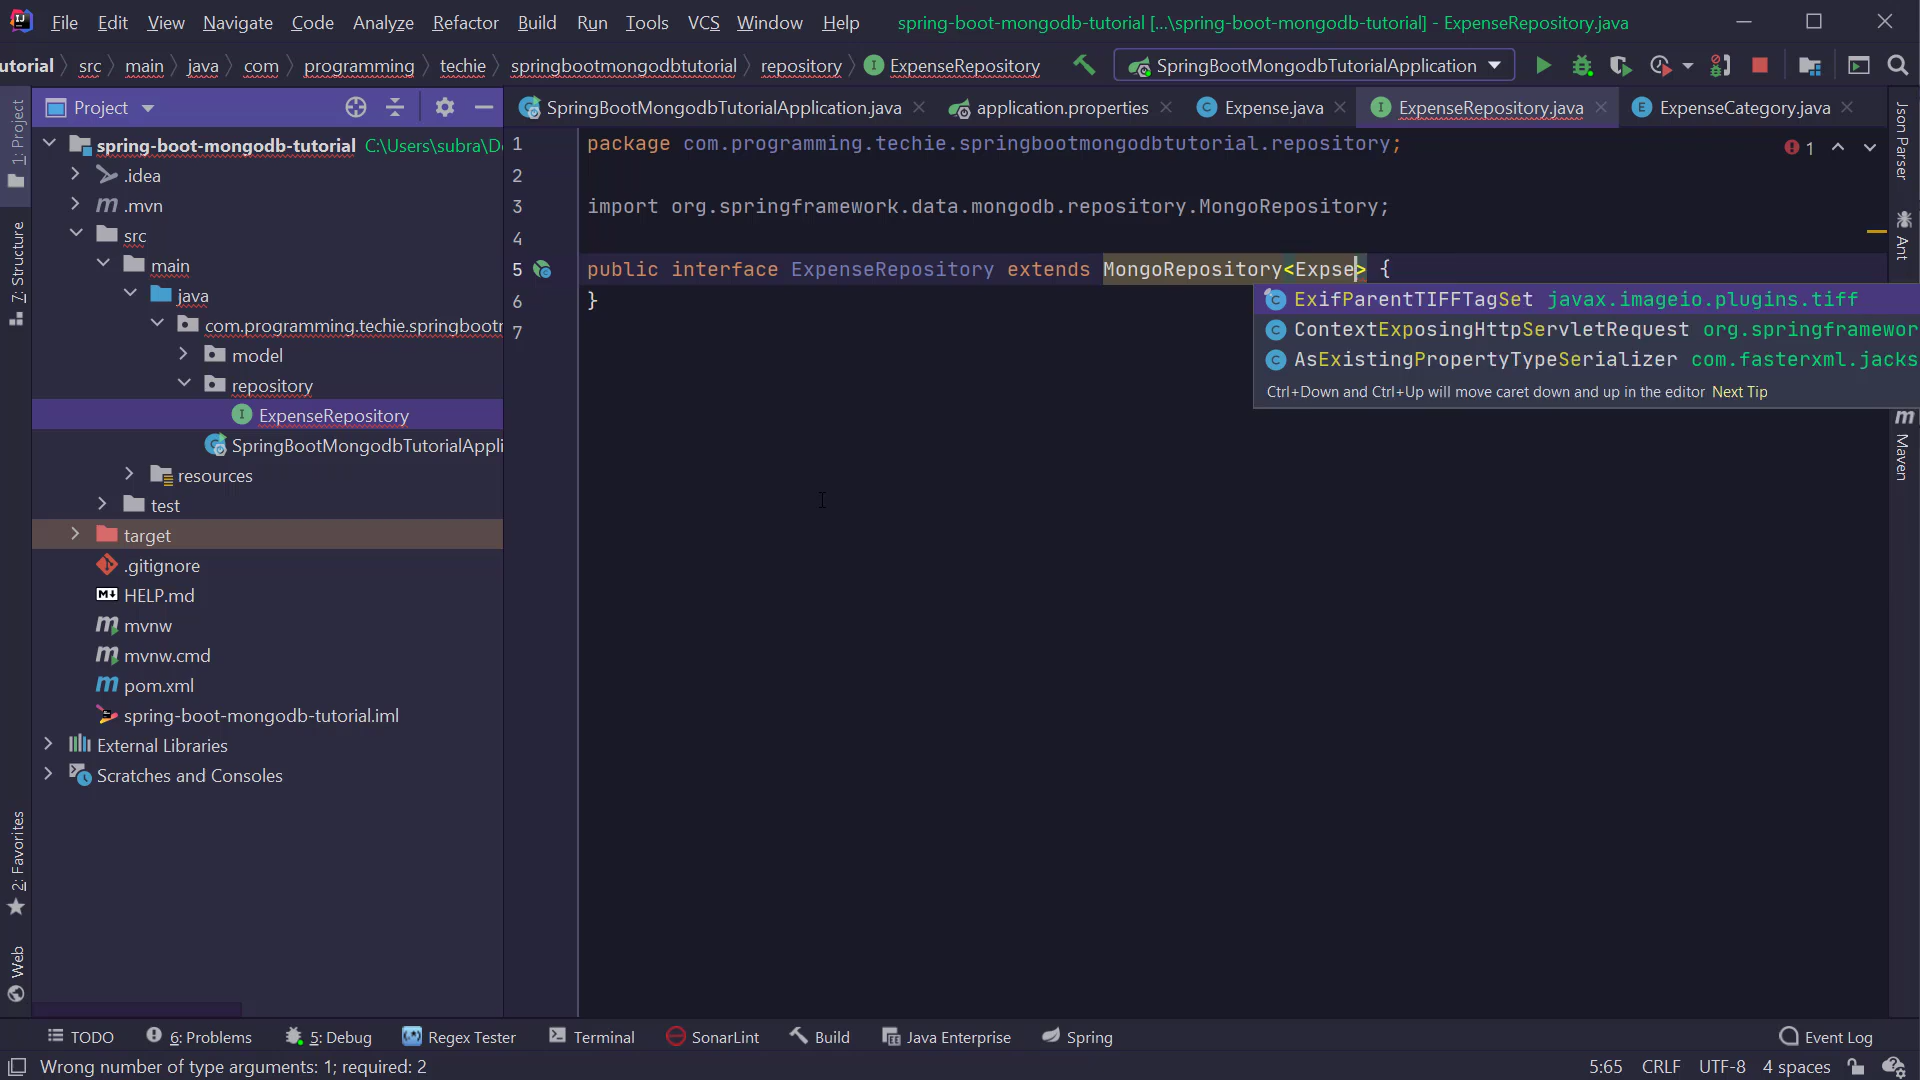 File Edit View Navigate Code Analyze Refactor Build Run Tools VCS Window Help spring-boot-mongodb-tutorial [...\spring-boot-mongodb-tutorial] - ExpenseRepository.java
utorial src main java com programming techie springbootmongodbtutorial repository ExpenseRepository SpringBootMongodbTutorialApplication
Project SpringBootMongodbTutorialApplication.java application.properties Expense.java ExpenseRepository.java ExpenseCategory.java
1: Project
7: Structure
2: Favorites
Web
spring-boot-mongodb-tutorial C:\Users\subra\D
.idea
.mvn
src
main
java
com.programming.techie.springbootr
model
repository
ExpenseRepository
SpringBootMongodbTutorialAppli
resources
test
target
.gitignore
HELP.md
mvnw
mvnw.cmd
pom.xml
spring-boot-mongodb-tutorial.iml
External Libraries
Scratches and Consoles
1 package com.programming.techie.springbootmongodbtutorial.repository;
2
3 import org.springframework.data.mongodb.repository.MongoRepository;
4
5 public interface ExpenseRepository extends MongoRepository<Expse> {
6 }
7
1
ExifParentTIFFTagSet javax.imageio.plugins.tiff
ContextExposingHttpServletRequest org.springframewor
AsExistingPropertyTypeSerializer com.fasterxml.jacks
Ctrl+Down and Ctrl+Up will move caret down and up in the editor Next Tip
Json Parser
Ant
Maven
TODO 6: Problems 5: Debug Regex Tester Terminal SonarLint Build Java Enterprise Spring Event Log
Wrong number of type arguments: 1; required: 2 5:65 CRLF UTF-8 4 spaces